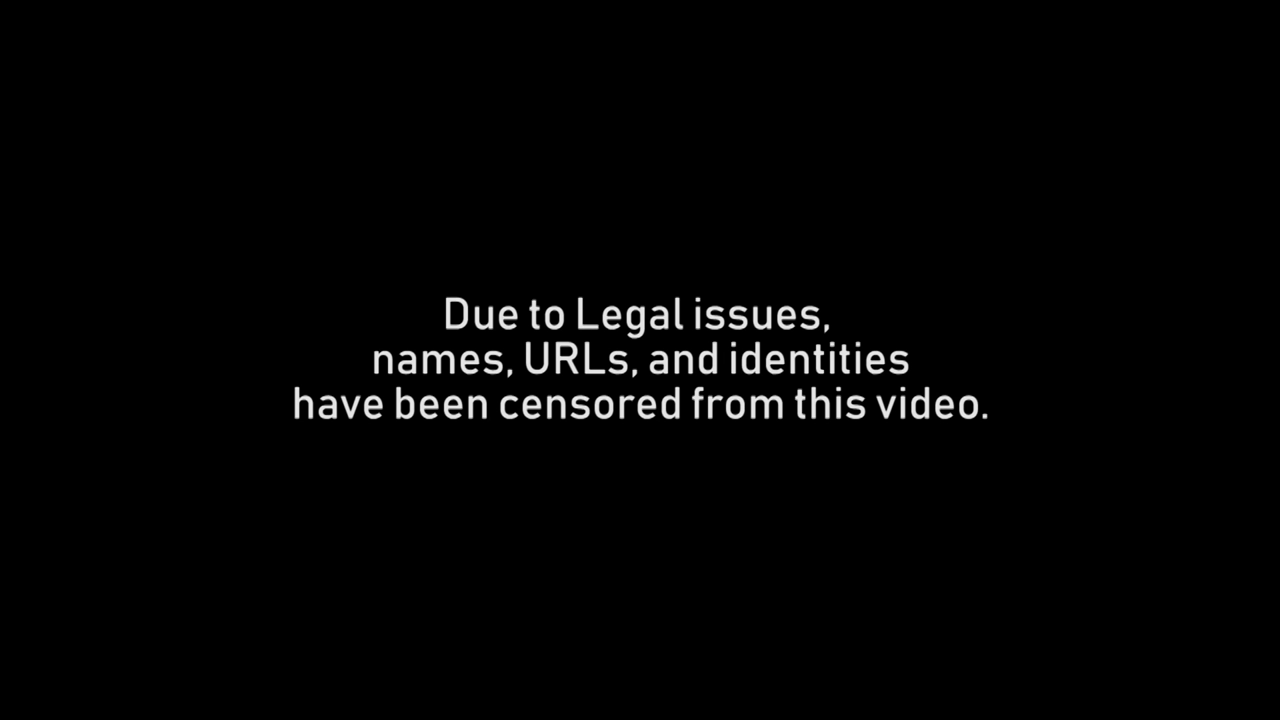 Due to Legal issues,
names, URLs, and identities
have been censored from this video.